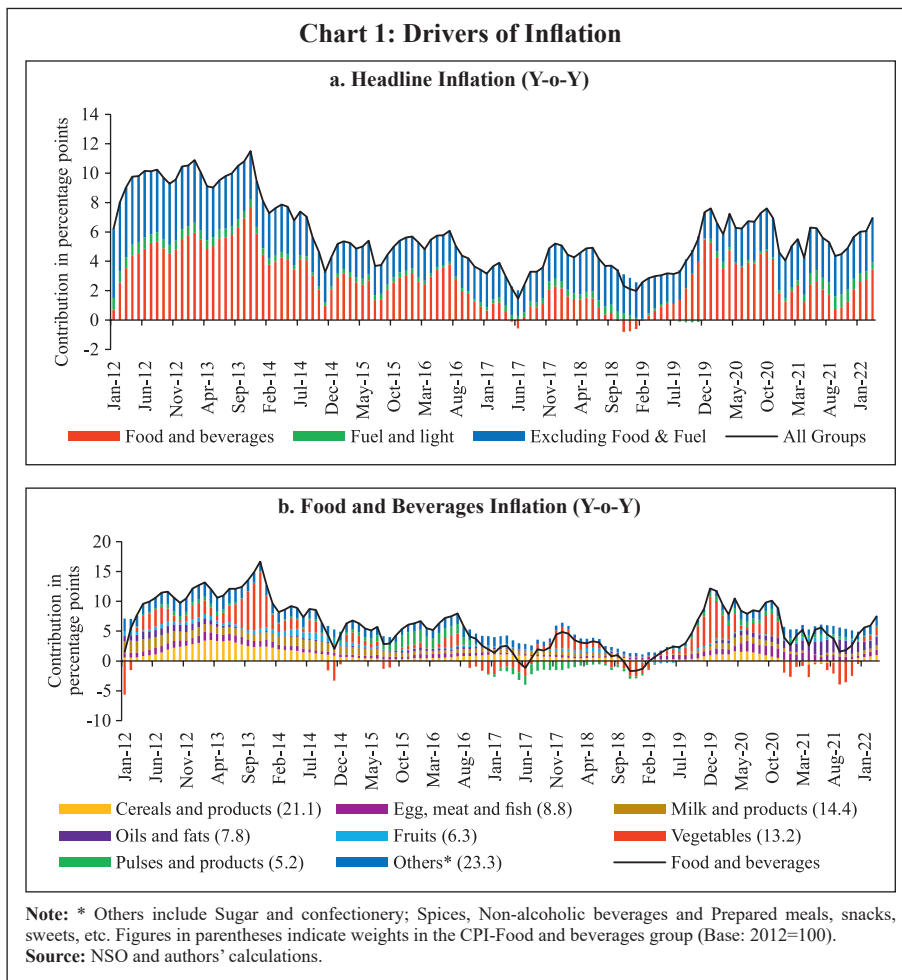 Chart 1: Drivers of Inflation
a. Headline Inflation (Y-o-Y)
Contribution in percentage points
14
12
10
8
6
4
2
0
-2
Jan-12
Jun-12
Nov-12
Apr-13
Sep-13
Feb-14
Jul-14
Dec-14
May-15
Oct-15
Mar-16
Aug-16
Jan-17
Jun-17
Nov-17
Apr-18
Sep-18
Feb-19
Jul-19
Dec-19
May-20
Oct-20
Mar-21
Aug-21
Jan-22
Food and beverages
Fuel and light
Excluding Food & Fuel
All Groups
b. Food and Beverages Inflation (Y-o-Y)
Contribution in
percentage points
20
15
10
5
0
-5
-10
Jan-12
Jun-12
Nov-12
Apr-13
Sep-13
Feb-14
Jul-14
Dec-14
May-15
Oct-15
Mar-16
Aug-16
Jan-17
Jun-17
Nov-17
Apr-18
Sep-18
Feb-19
Jul-19
Dec-19
May-20
Oct-20
Mar-21
Aug-21
Jan-22
Cereals and products (21.1)
Egg, meat and fish (8.8)
Milk and products (14.4)
Oils and fats (7.8)
Fruits (6.3)
Vegetables (13.2)
Pulses and products (5.2)
Others* (23.3)
Food and beverages
Note: * Others include Sugar and confectionery; Spices, Non-alcoholic beverages and Prepared meals, snacks,
sweets, etc. Figures in parentheses indicate weights in the CPI-Food and beverages group (Base: 2012=100).
Source: NSO and authors' calculations.